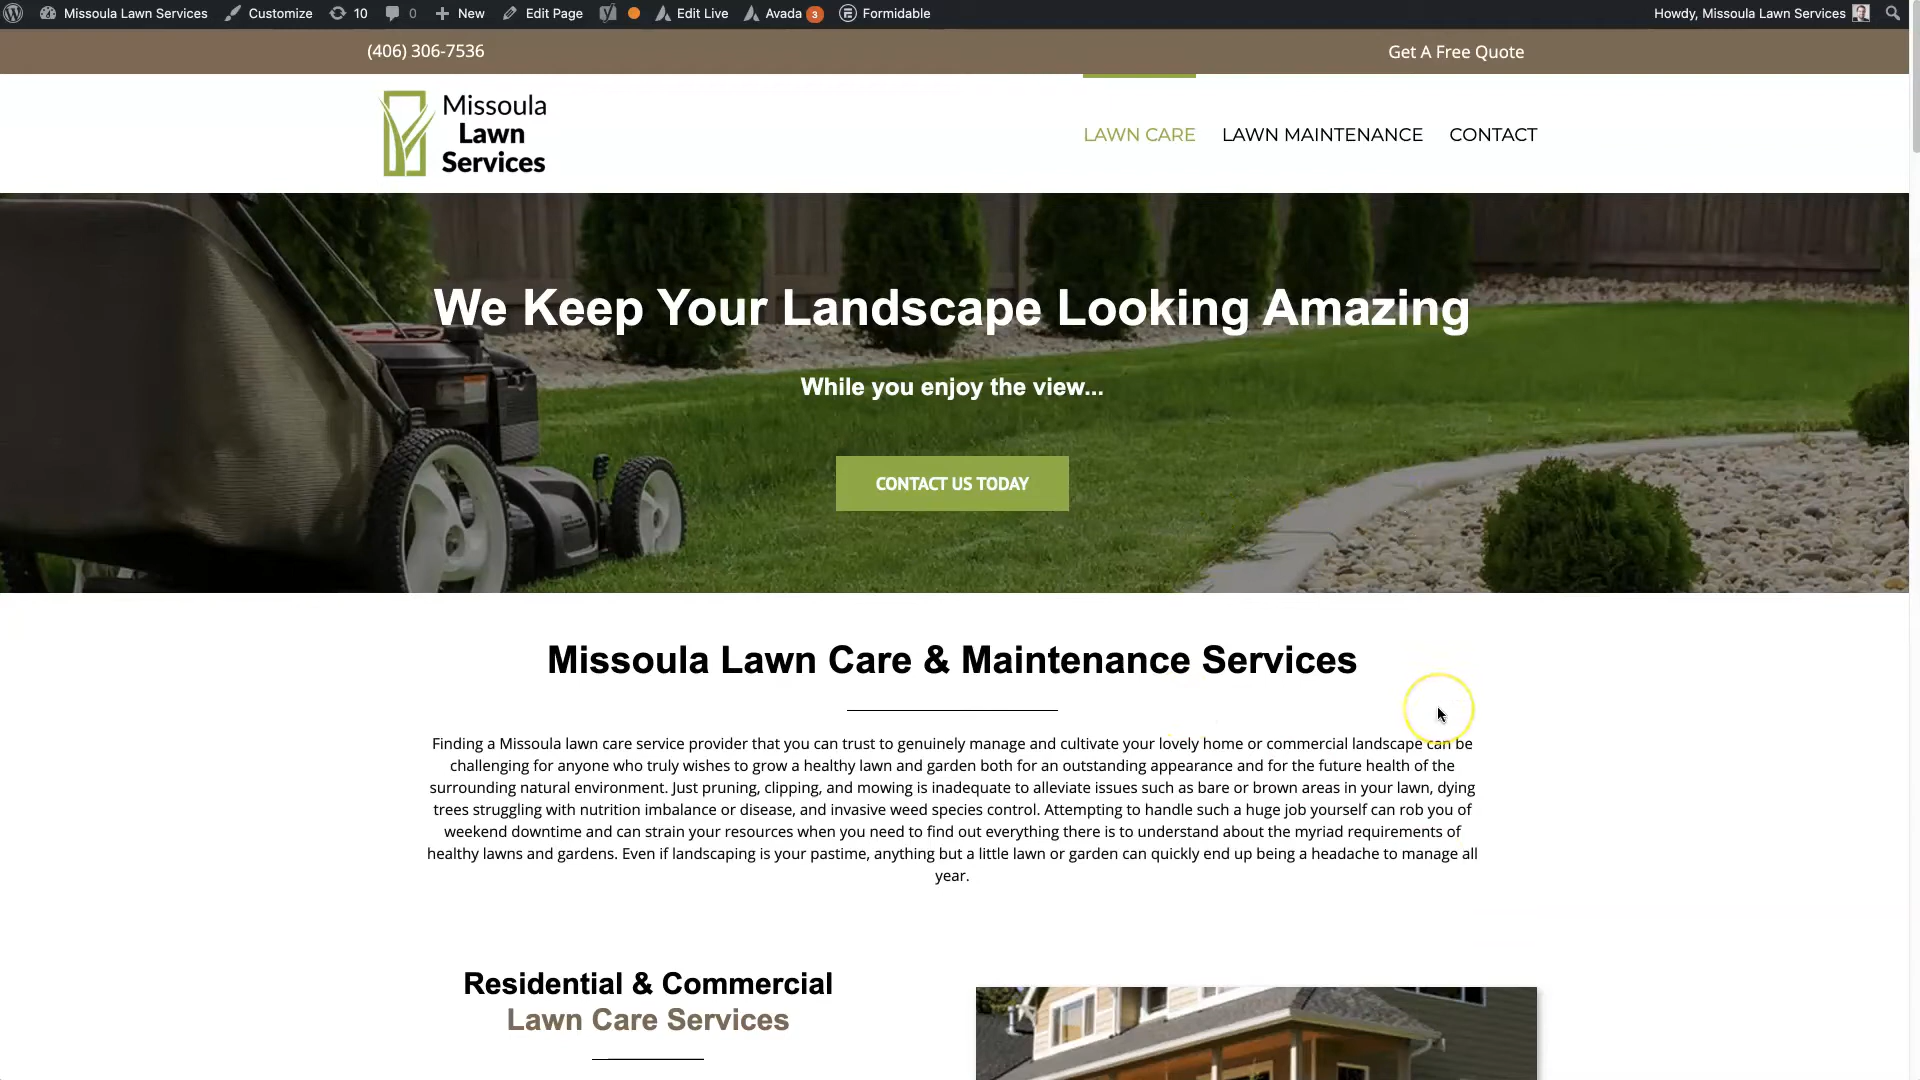 Missoula Lawn Services Customize 10 0 New Edit Page Edit Live Avada 3 Formidable Howdy, Missoula Lawn Services
(406) 306-7536 Get A Free Quote
Missoula
Lawn
Services
LAWN CARE LAWN MAINTENANCE CONTACT
We Keep Your Landscape Looking Amazing
While you enjoy the view...
CONTACT US TODAY
Missoula Lawn Care & Maintenance Services
Finding a Missoula lawn care service provider that you can trust to genuinely manage and cultivate your lovely home or commercial landscape can be
challenging for anyone who truly wishes to grow a healthy lawn and garden both for an outstanding appearance and for the future health of the
surrounding natural environment. Just pruning, clipping, and mowing is inadequate to alleviate issues such as bare or brown areas in your lawn, dying
trees struggling with nutrition imbalance or disease, and invasive weed species control. Attempting to handle such a huge job yourself can rob you of
weekend downtime and can strain your resources when you need to find out everything there is to understand about the myriad requirements of
healthy lawns and gardens. Even if landscaping is your pastime, anything but a little lawn or garden can quickly end up being a headache to manage all
year.
Residential & Commercial
Lawn Care Services